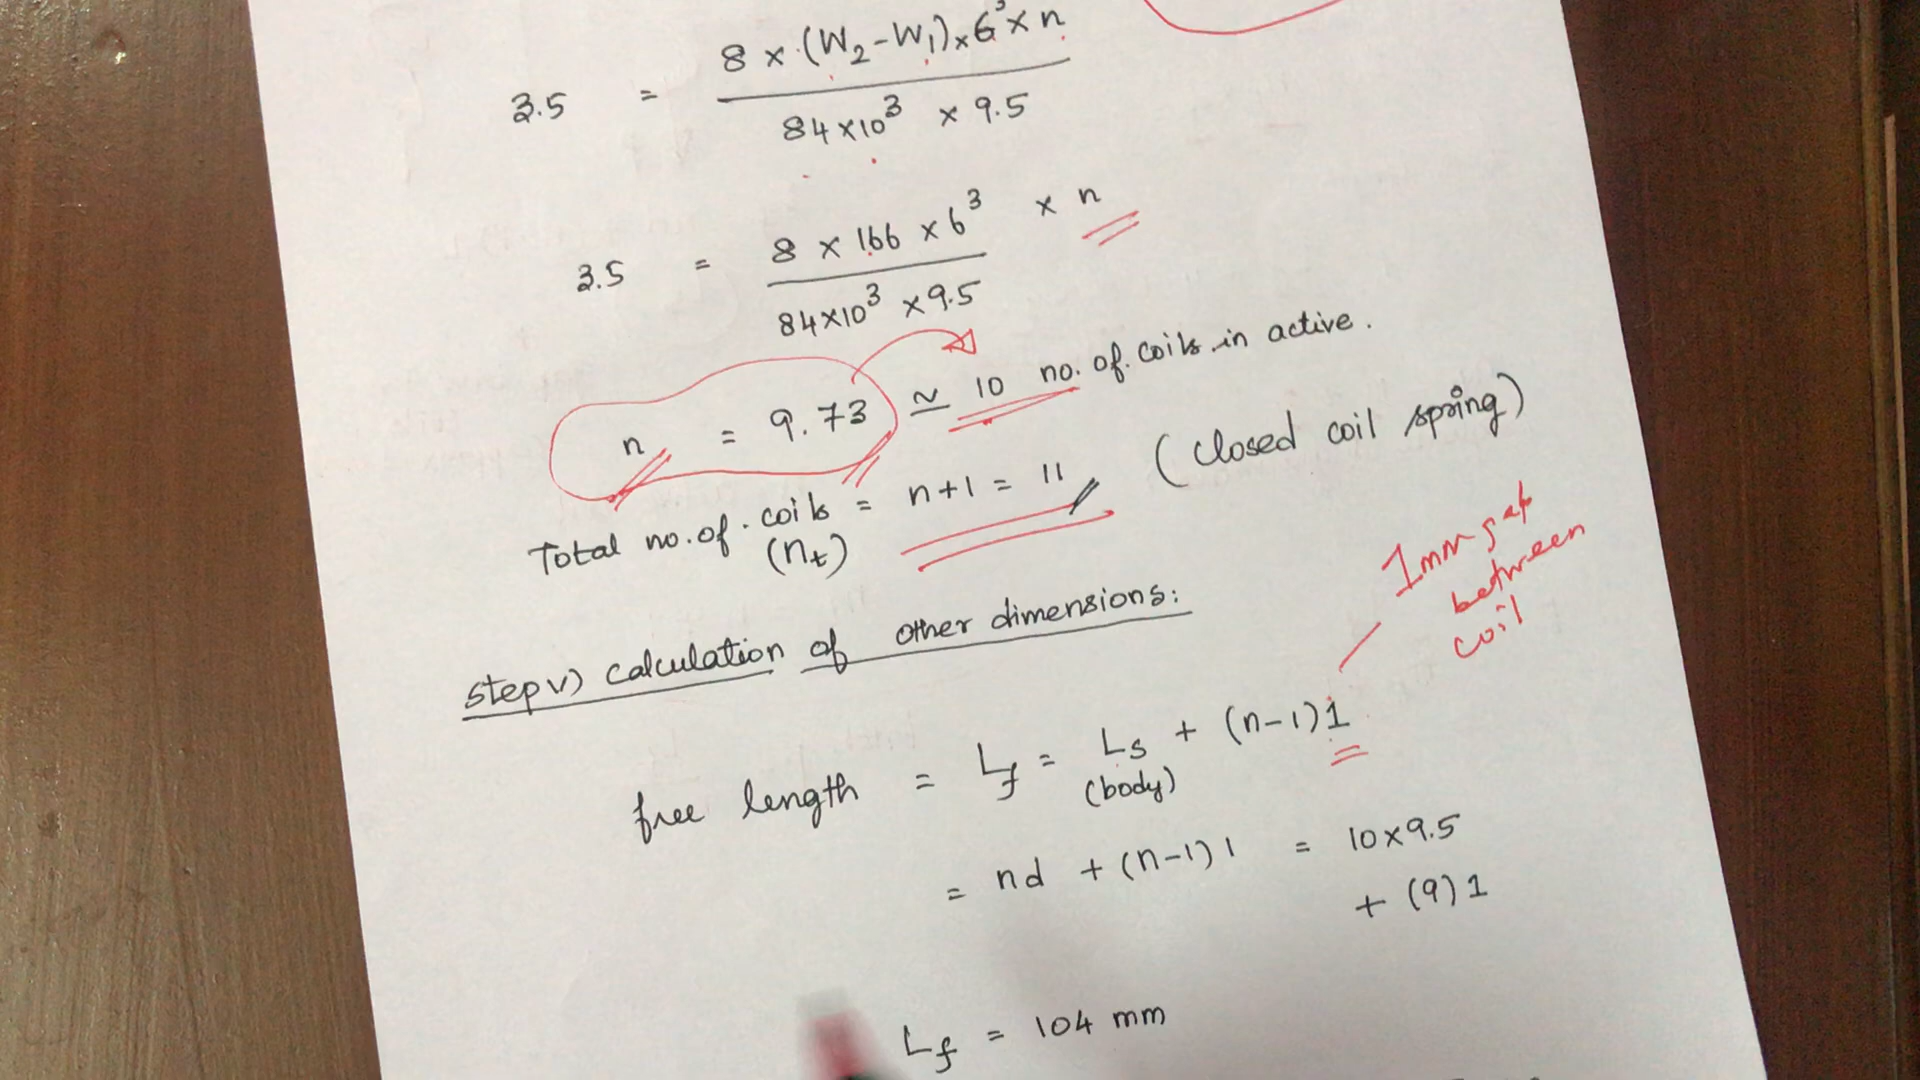 3.5 = 8 × (W₂-W₁)×6³× n / 84×10³ × 9.5
3.5 = 8 × 166 × 6³ / 84×10³ ×9.5 × n
n = 9.73 ≃ 10 no. of. coils in active.
Total no. of. coils = n+1 = 11 (closed coil spring)
(nt)
1mm gap
between
coil
step v) calculation of other dimensions:
free length = Lf = Ls + (n-1)1
(body)
= nd + (n-1) 1 = 10×9.5
+ (9) 1
Lf = 104 mm